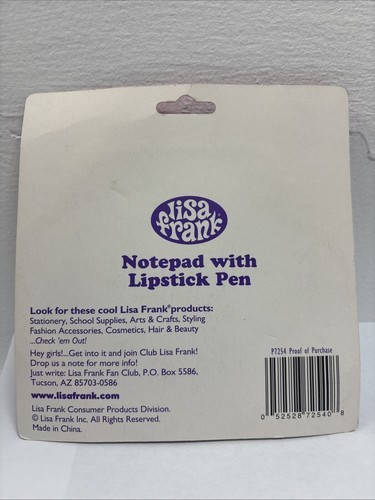 lisa
frank®
Notepad with
Lipstick Pen
Look for these cool Lisa Frank® products:
Stationery, School Supplies, Arts & Crafts, Styling
Fashion Accessories, Cosmetics, Hair & Beauty
...Check 'em Out!
Hey girls!...Get into it and join Club Lisa Frank!
Drop us a note for more info!
Just write: Lisa Frank Fan Club, P.O. Box 5586,
Tucson, AZ 85703-0586
www.lisafrank.com
Lisa Frank Consumer Products Division.
© Lisa Frank Inc. All Rights Reserved.
Made in China.
P7254 Proof of Purchase
0 52528 72540 8